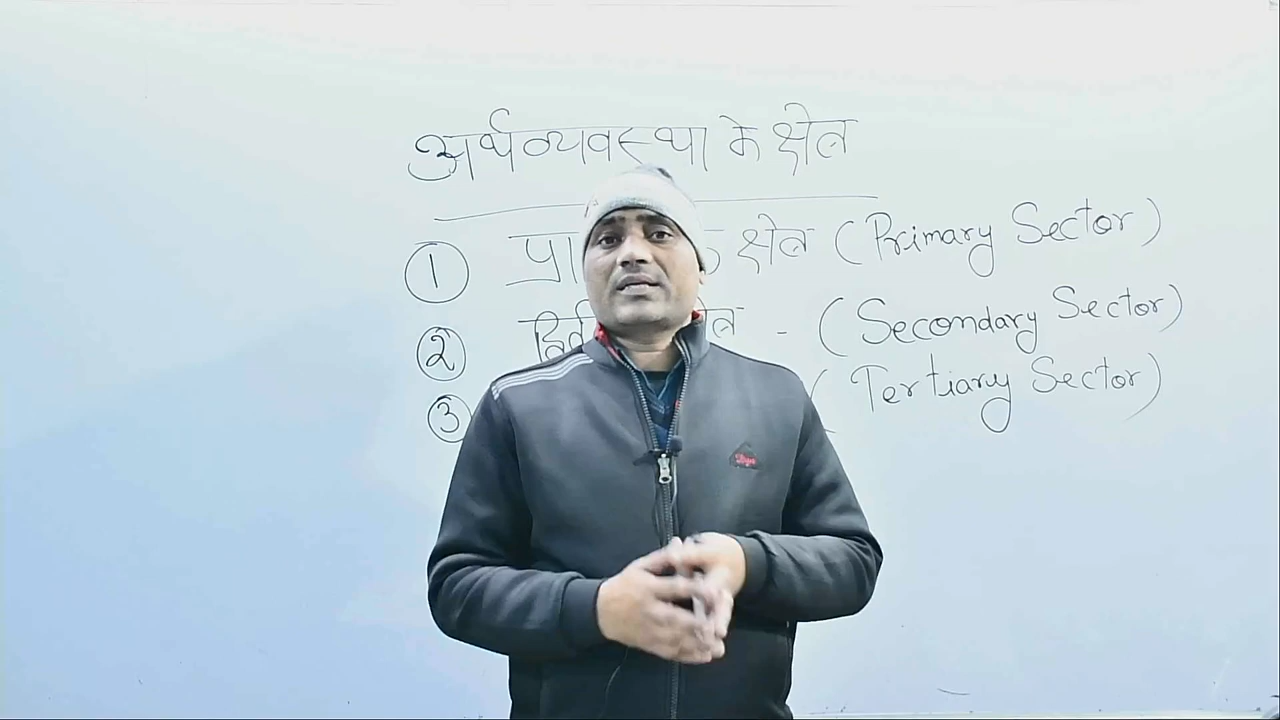 अर्थव्यवस्था के क्षेत्र
① क्षेत्र (Primary Sector)
② - (Secondary Sector)
③ (Tertiary Sector)